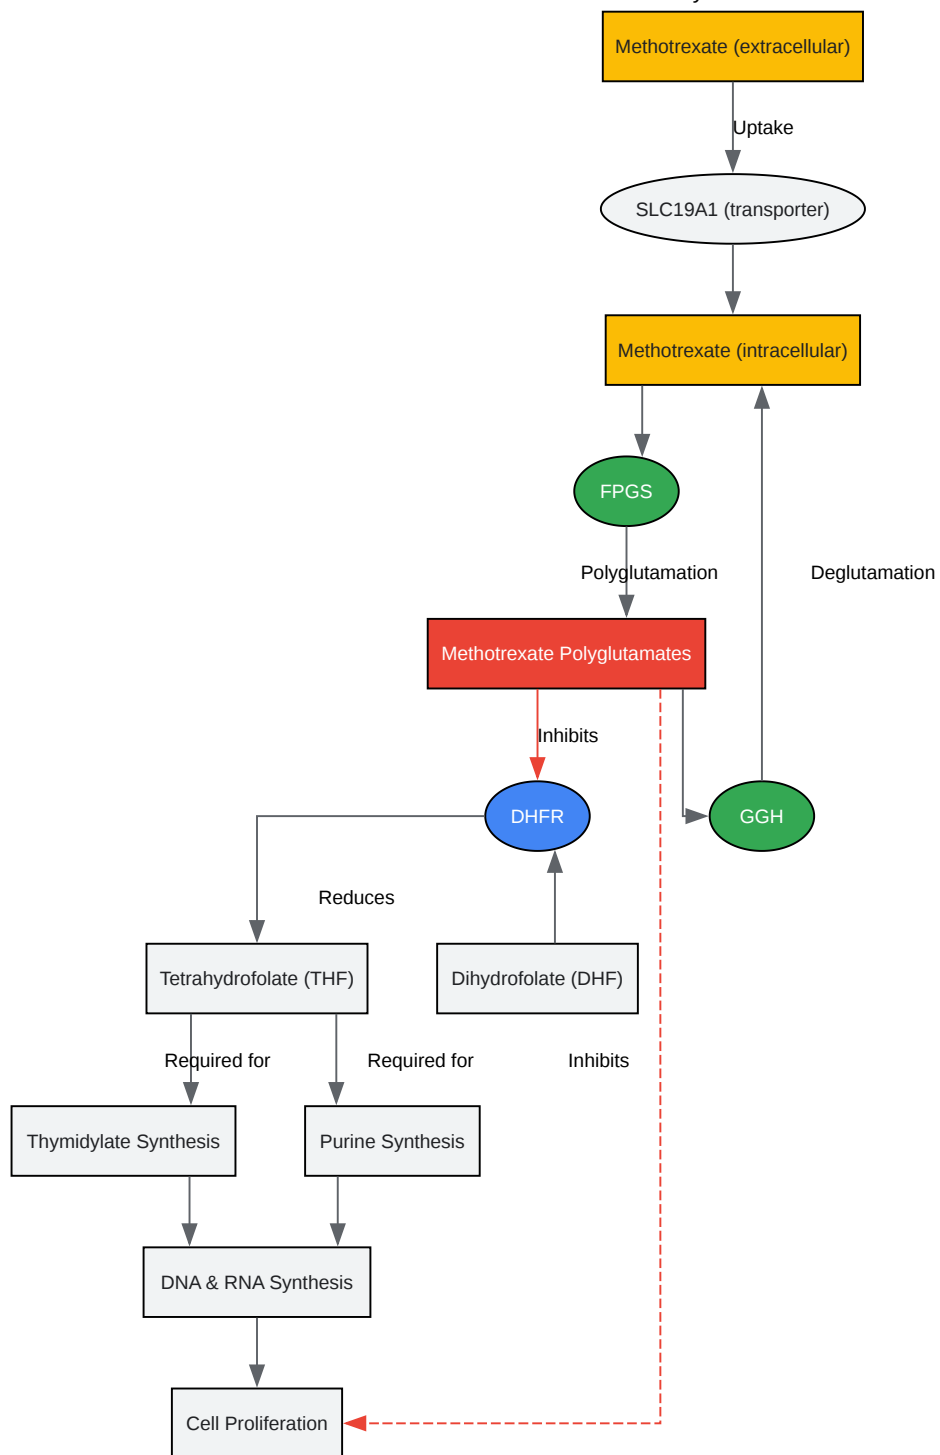 Methotrexate (extracellular)
Uptake
SLC19A1 (transporter)
Methotrexate (intracellular)
FPGS
Polyglutamation
Deglutamation
Methotrexate Polyglutamates
Inhibits
DHFR
GGH
Reduces
Tetrahydrofolate (THF)
Dihydrofolate (DHF)
Required for
Required for
Inhibits
Thymidylate Synthesis
Purine Synthesis
DNA & RNA Synthesis
Cell Proliferation